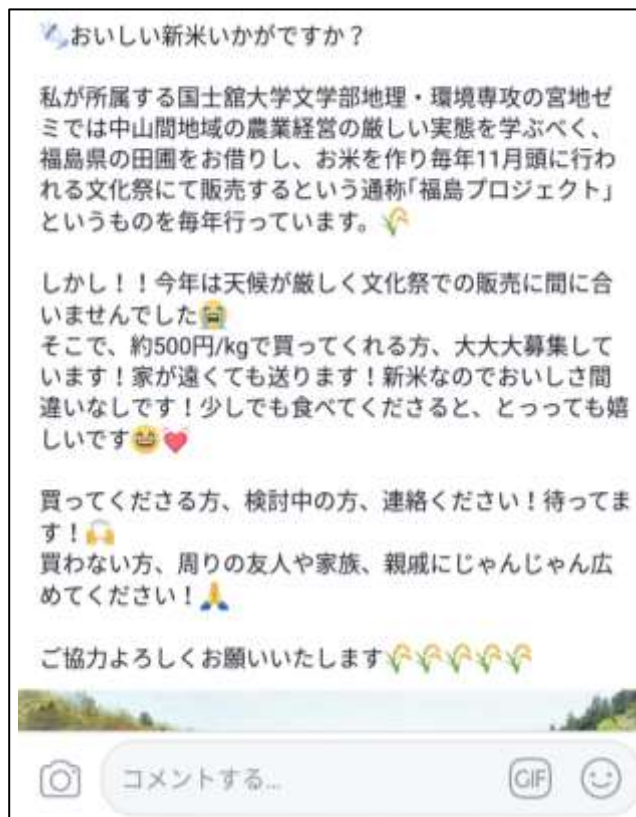 🍚おいしい新米いかがですか？
私が所属する国士館大学文学部地理・環境専攻の宮地ゼ
ミでは中山間地域の農業経営の厳しい実態を学ぶべく、
福島県の田圃をお借りし、お米を作り毎年11月頭に行わ
れる文化祭にて販売するという通称「福島プロジェクト」
というものを毎年行っています。🌾
しかし！！今年は天候が厳しく文化祭での販売に間に合
いませんでした😭
そこで、約500円/kgで買ってくれる方、大大大募集して
います！家が遠くても送ります！新米なのでおいしさ間
違いなしです！少しでも食べてくださると、とっっても嬉
しいです😆💓
買ってくださる方、検討中の方、連絡ください！待ってま
す！🙌
買わない方、周りの友人や家族、親戚にじゃんじゃん広
めてください！🙏
ご協力よろしくお願いいたします🌾🌾🌾🌾🌾
コメントする...
GIF